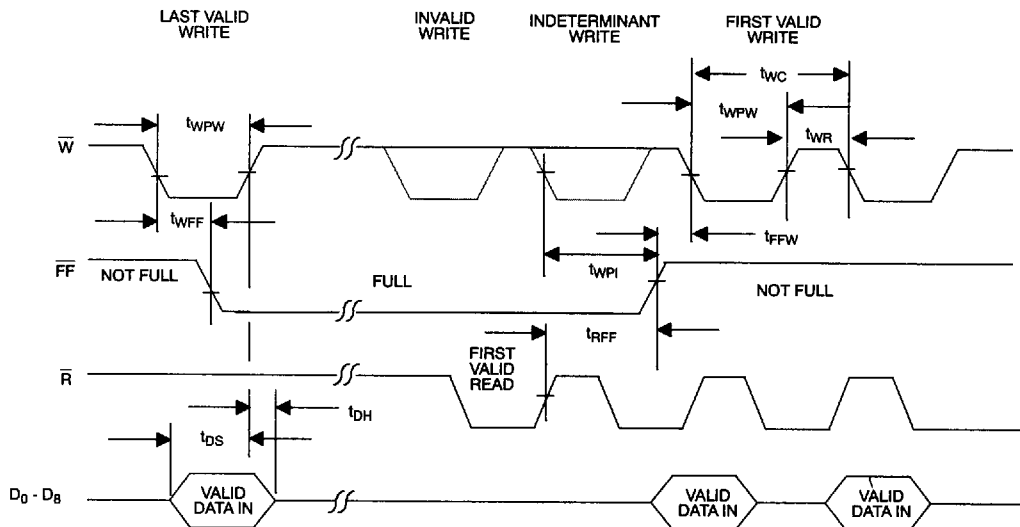 LAST VALID WRITE
INVALID WRITE
INDETERMINANT WRITE
FIRST VALID WRITE
tWC
tWPW
tWPW
tWR
W
tWFF
tFFW
FF
NOT FULL
FULL
tWPI
NOT FULL
tRFF
FIRST VALID READ
R
tDH
tDS
D0 - D8
VALID DATA IN
VALID DATA IN
VALID DATA IN